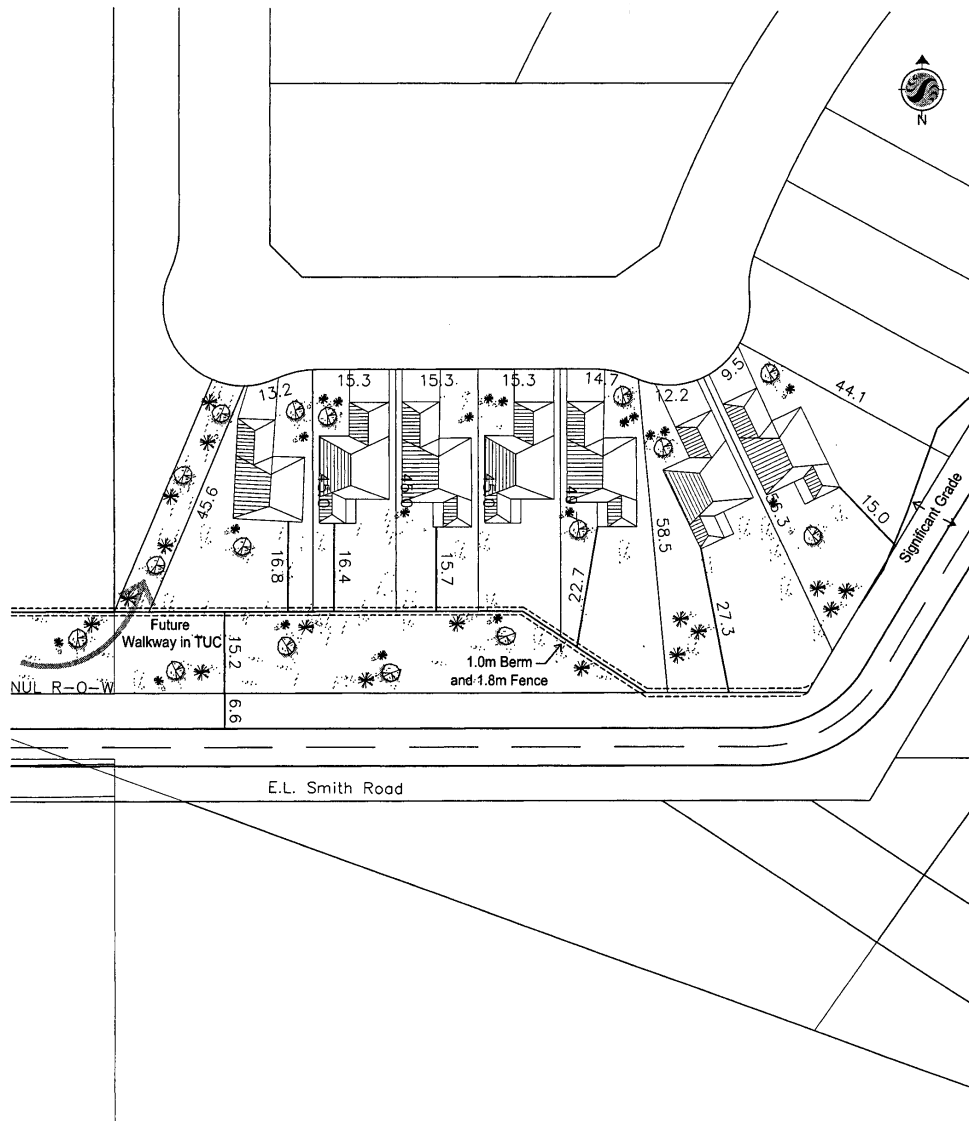 N
13.2
15.3
15.3
15.3
14.7
12.2
9.5
44.1
45.6
45.0
45.0
45.0
58.5
56.3
15.0
Significant Grade
16.8
16.4
15.7
22.7
27.3
Future
Walkway in TUC
15.2
1.0m Berm
and 1.8m Fence
NUL R-O-W
6.6
E.L. Smith Road